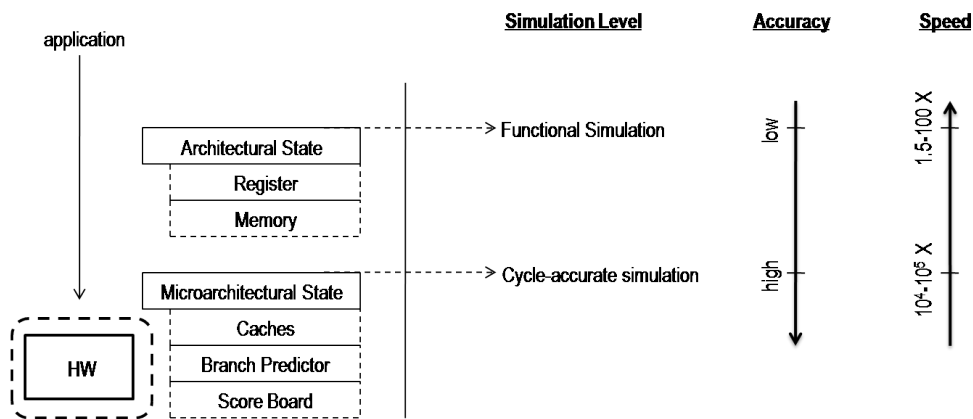 Simulation Level
Accuracy
Speed
application
Architectural State
Register
Memory
Functional Simulation
low
1.5-100 X
Microarchitectural State
Caches
Branch Predictor
Score Board
Cycle-accurate simulation
high
10⁴-10⁵ X
HW